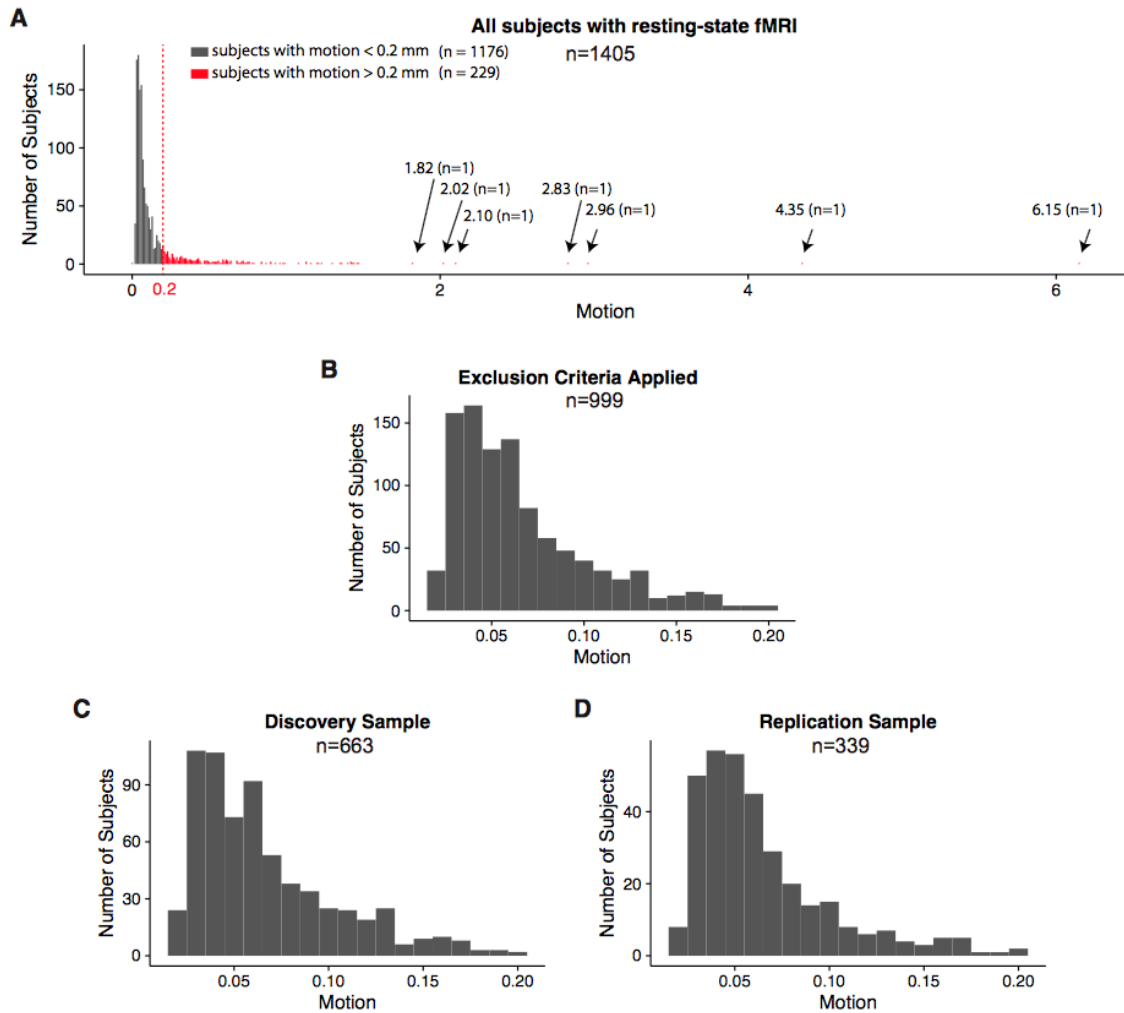 A
All subjects with resting-state fMRI
n=1405
subjects with motion < 0.2 mm (n = 1176)
subjects with motion > 0.2 mm (n = 229)
Number of Subjects
150
100
50
0
1.82 (n=1)
2.02 (n=1)
2.10 (n=1)
2.83 (n=1)
2.96 (n=1)
4.35 (n=1)
6.15 (n=1)
0
0.2
2
4
6
Motion
B
Exclusion Criteria Applied
n=999
Number of Subjects
150
100
50
0
0.05
0.10
0.15
0.20
Motion
C
Discovery Sample
n=663
Number of Subjects
90
60
30
0
0.05
0.10
0.15
0.20
Motion
D
Replication Sample
n=339
Number of Subjects
40
20
0
0.05
0.10
0.15
0.20
Motion